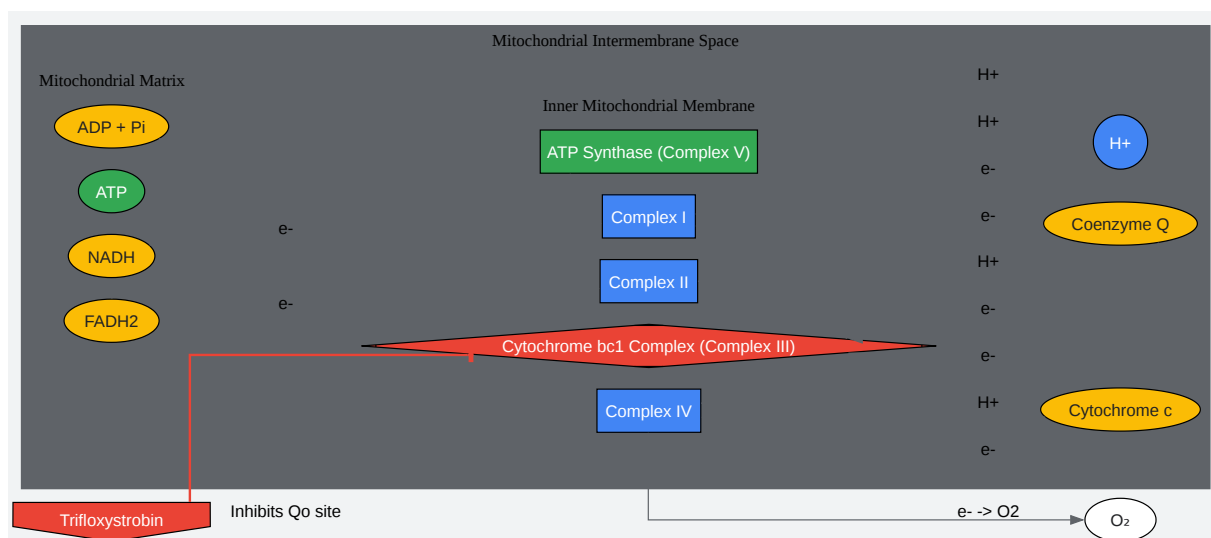 Mitochondrial Intermembrane Space
Mitochondrial Matrix
ADP + Pi
ATP
NADH
FADH2
e-
e-
Inner Mitochondrial Membrane
ATP Synthase (Complex V)
Complex I
Complex II
Cytochrome bc1 Complex (Complex III)
Complex IV
H+
H+
e-
e-
H+
e-
e-
H+
e-
H+
Coenzyme Q
Cytochrome c
Trifloxystrobin
Inhibits Qo site
e- -> O2
O₂